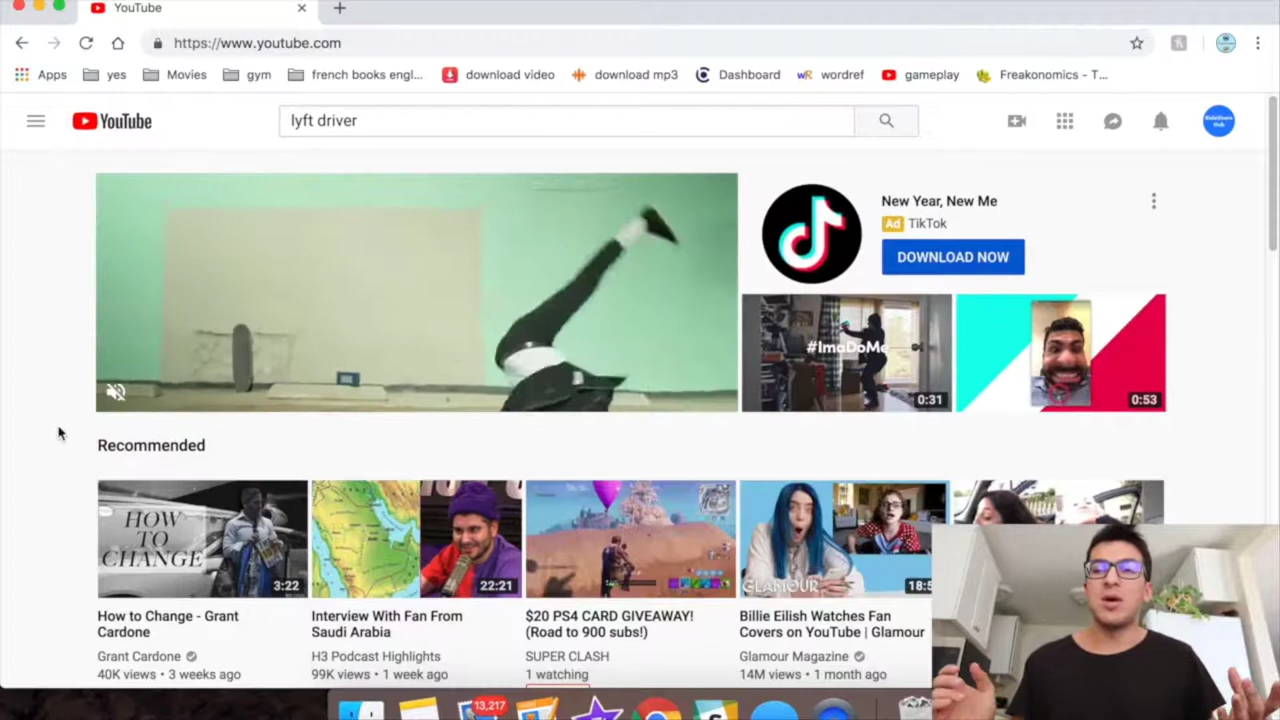 YouTube
https://www.youtube.com
Apps
yes
Movies
gym
french books engl...
download video
download mp3
Dashboard
wordref
gameplay
Freakonomics - T...
YouTube
lyft driver
RideShare
Hub
New Year, New Me
Ad TikTok
DOWNLOAD NOW
#ImaDoMe
0:31
0:53
Recommended
HOW
TO
CHANGE
3:22
22:21
GLAMOUR
18:5
How to Change - Grant
Cardone
Grant Cardone
40K views • 3 weeks ago
Interview With Fan From
Saudi Arabia
H3 Podcast Highlights
99K views • 1 week ago
$20 PS4 CARD GIVEAWAY!
(Road to 900 subs!)
SUPER CLASH
1 watching
Billie Eilish Watches Fan
Covers on YouTube | Glamour
Glamour Magazine
14M views • 1 month ago
13,217